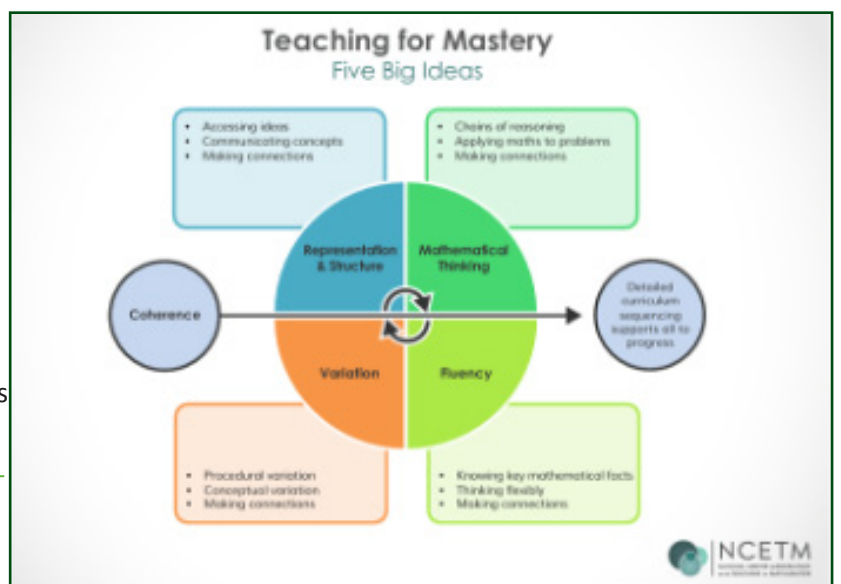 Teaching for Mastery
Five Big Ideas
Accessing ideas
Communicating concepts
Making connections
Chains of reasoning
Applying maths to problems
Making connections
Representation
& Structure
Mathematical
Thinking
Coherence
Detailed
curriculum
sequencing
supports all to
progress
Variation
Fluency
s
Procedural variation
Conceptual variation
Making connections
Knowing key mathematical facts
Thinking flexibly
Making connections
NCETM